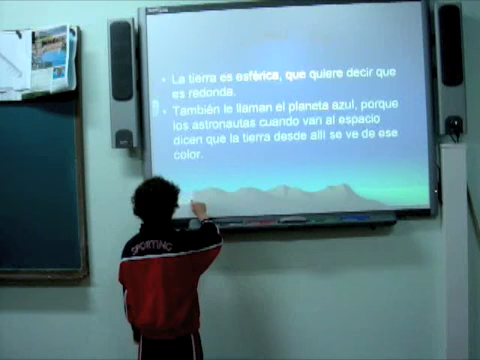 La tierra es esférica, que quiere decir que
es redonda.
También le llaman el planeta azul, porque
los astronautas cuando van al espacio
dicen que la tierra desde allí se ve de ese
color.
SPORTING